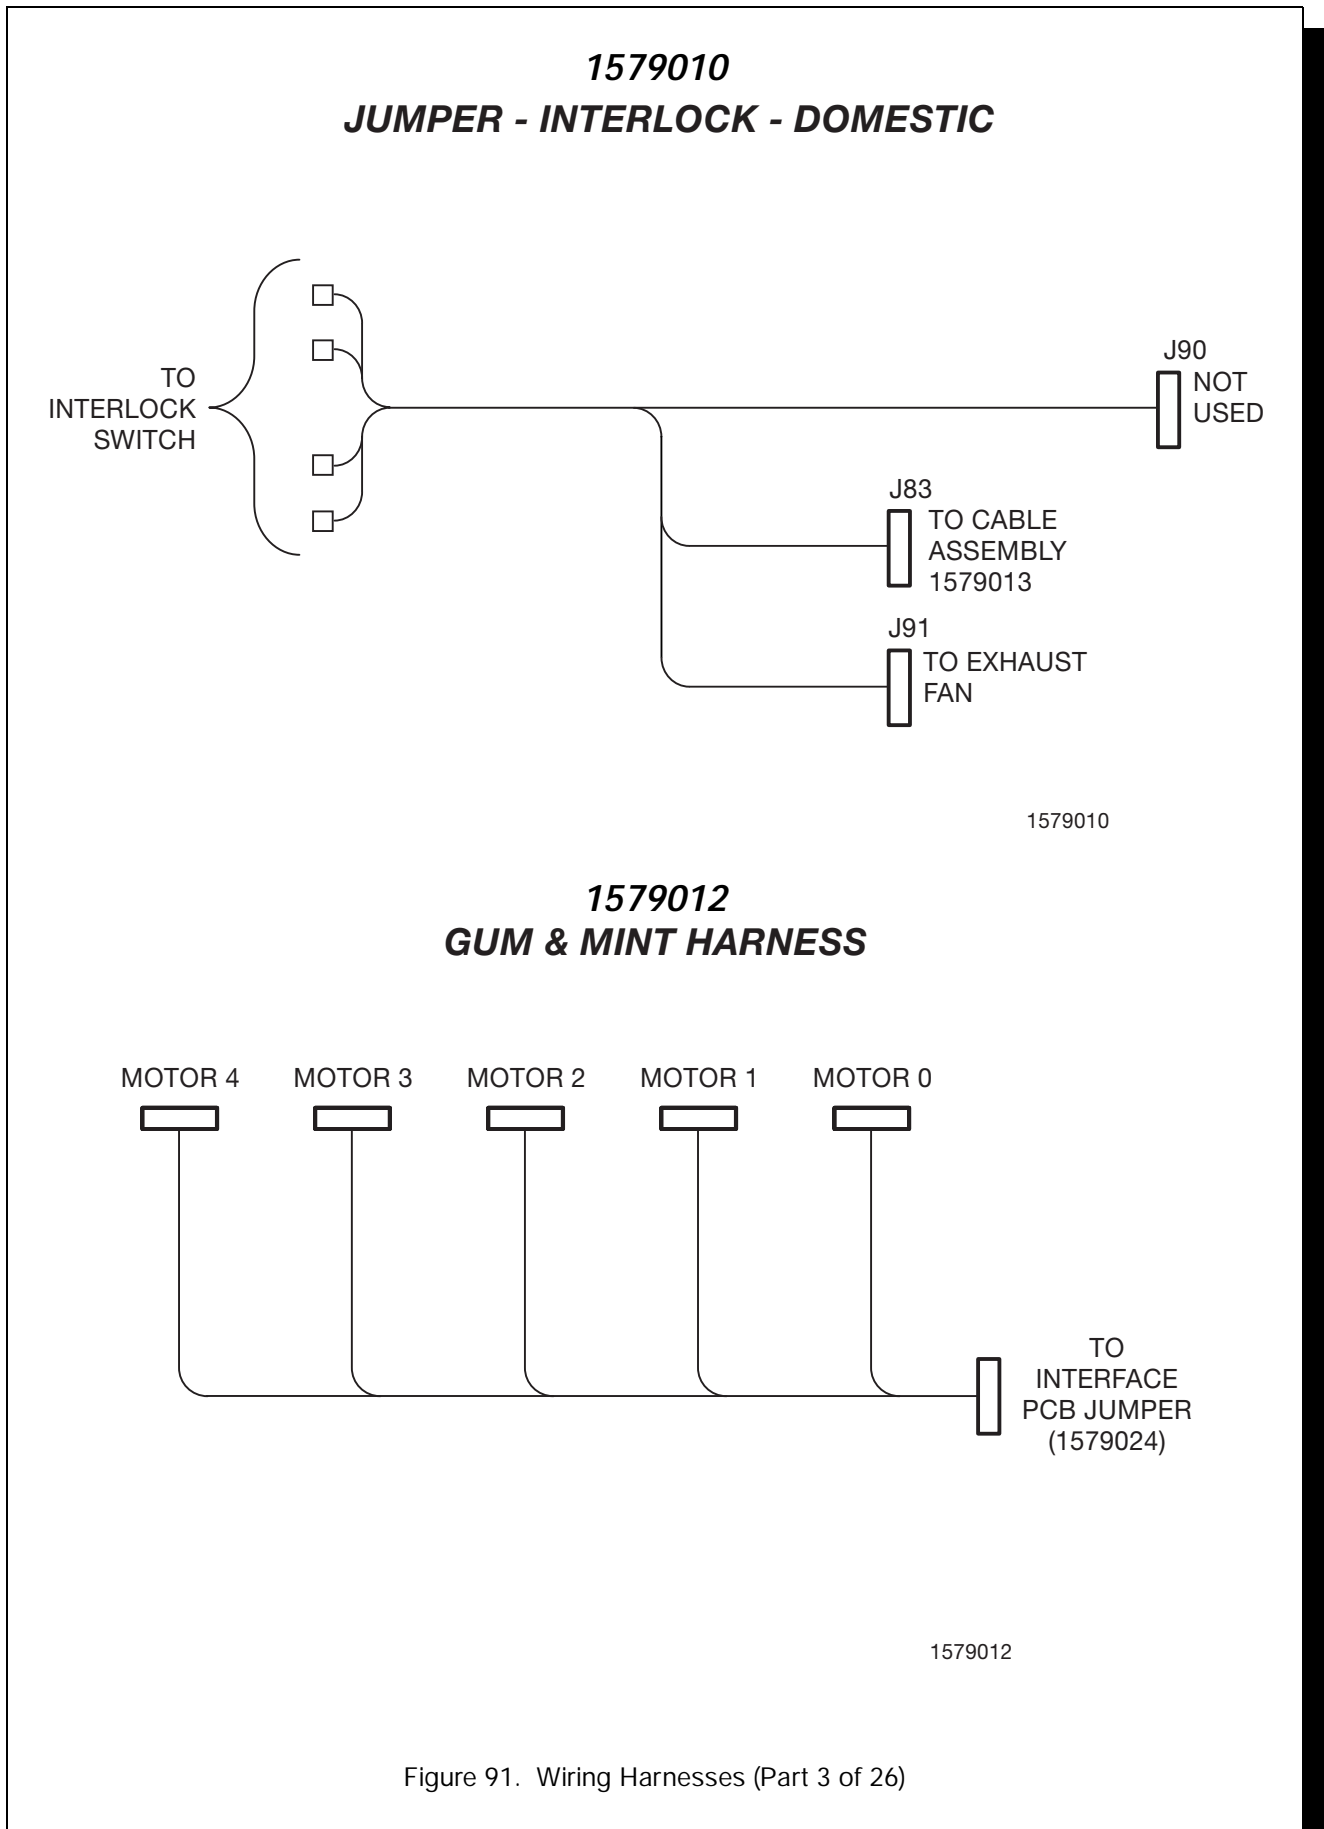 1579010
JUMPER - INTERLOCK - DOMESTIC
TO
INTERLOCK
SWITCH
J90
NOT
USED
J83
TO CABLE
ASSEMBLY
1579013
J91
TO EXHAUST
FAN
1579010
1579012
GUM & MINT HARNESS
MOTOR 4 MOTOR 3 MOTOR 2 MOTOR 1 MOTOR 0
TO
INTERFACE
PCB JUMPER
(1579024)
1579012
Figure 91. Wiring Harnesses (Part 3 of 26)